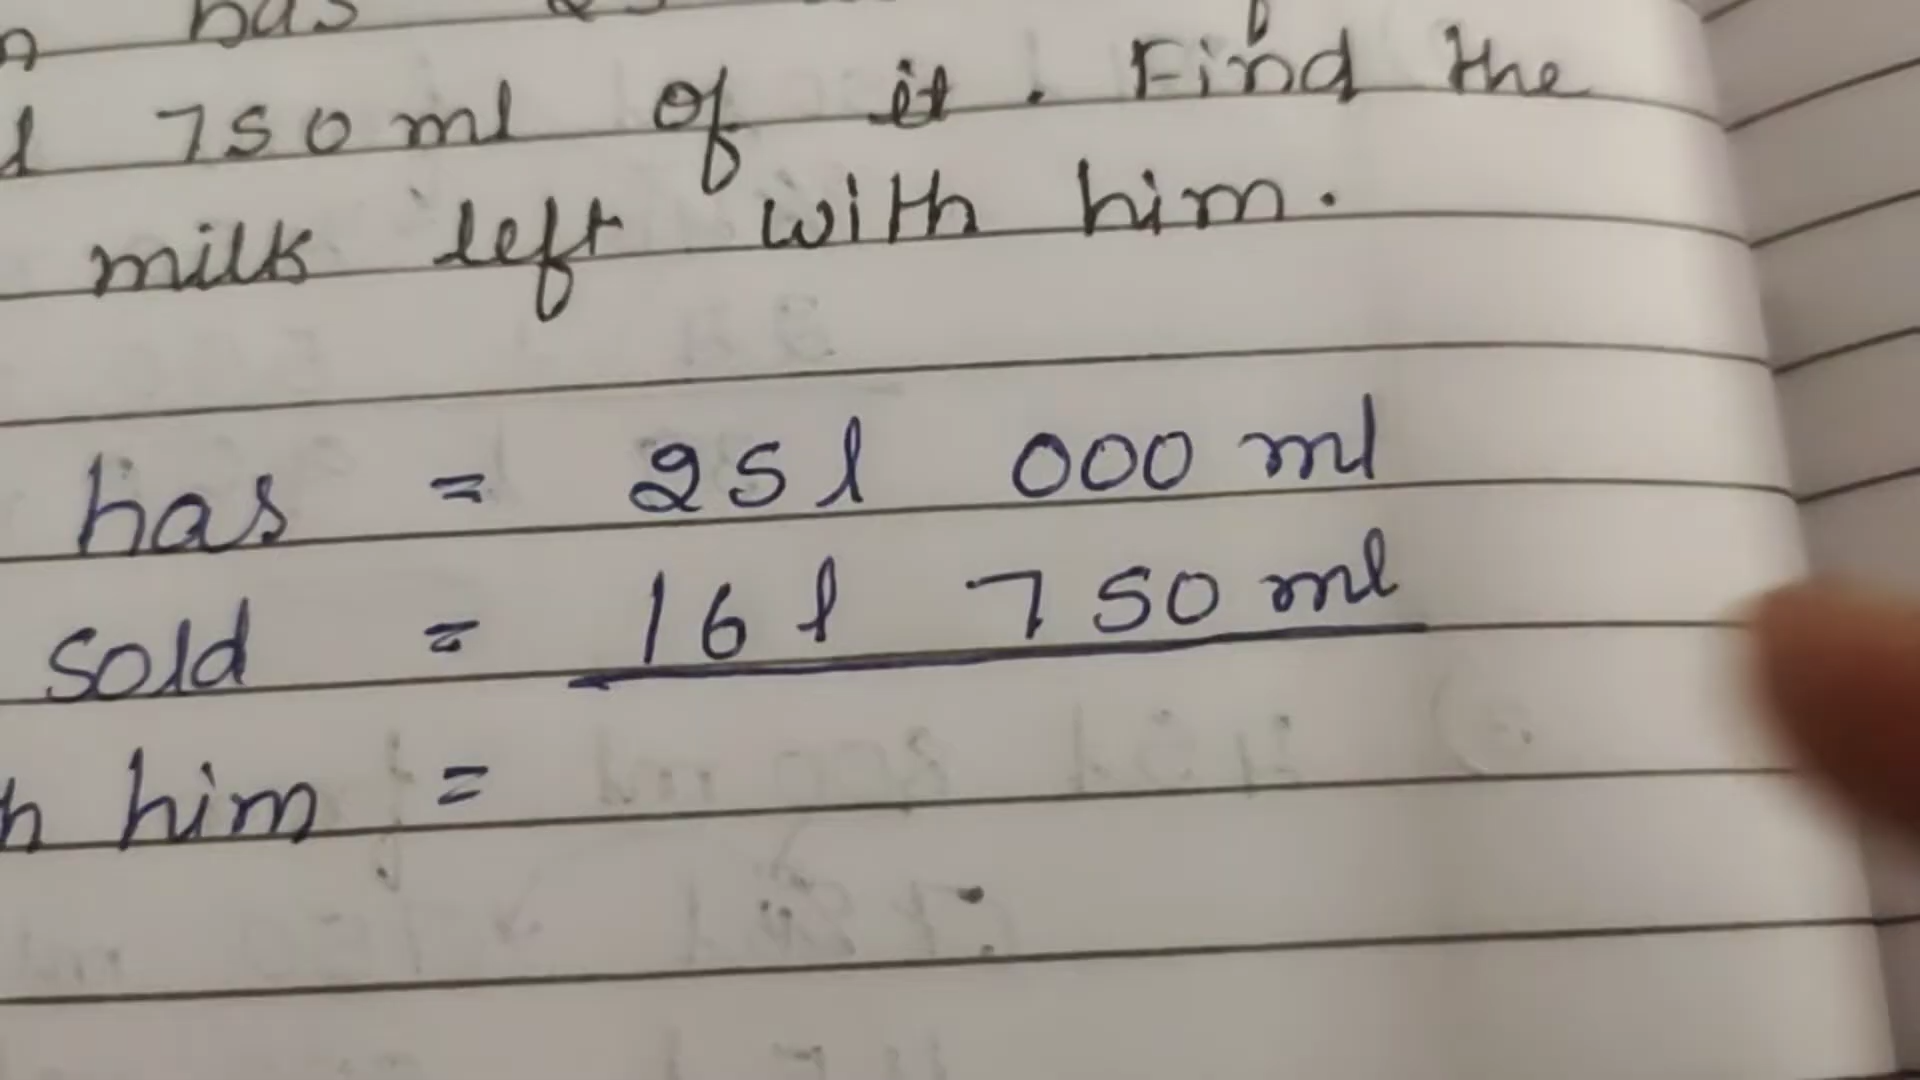 has
l 750 ml of it. Find the
milk left with him.
has = 25 l 000 ml
sold = 16 l 750 ml
him =